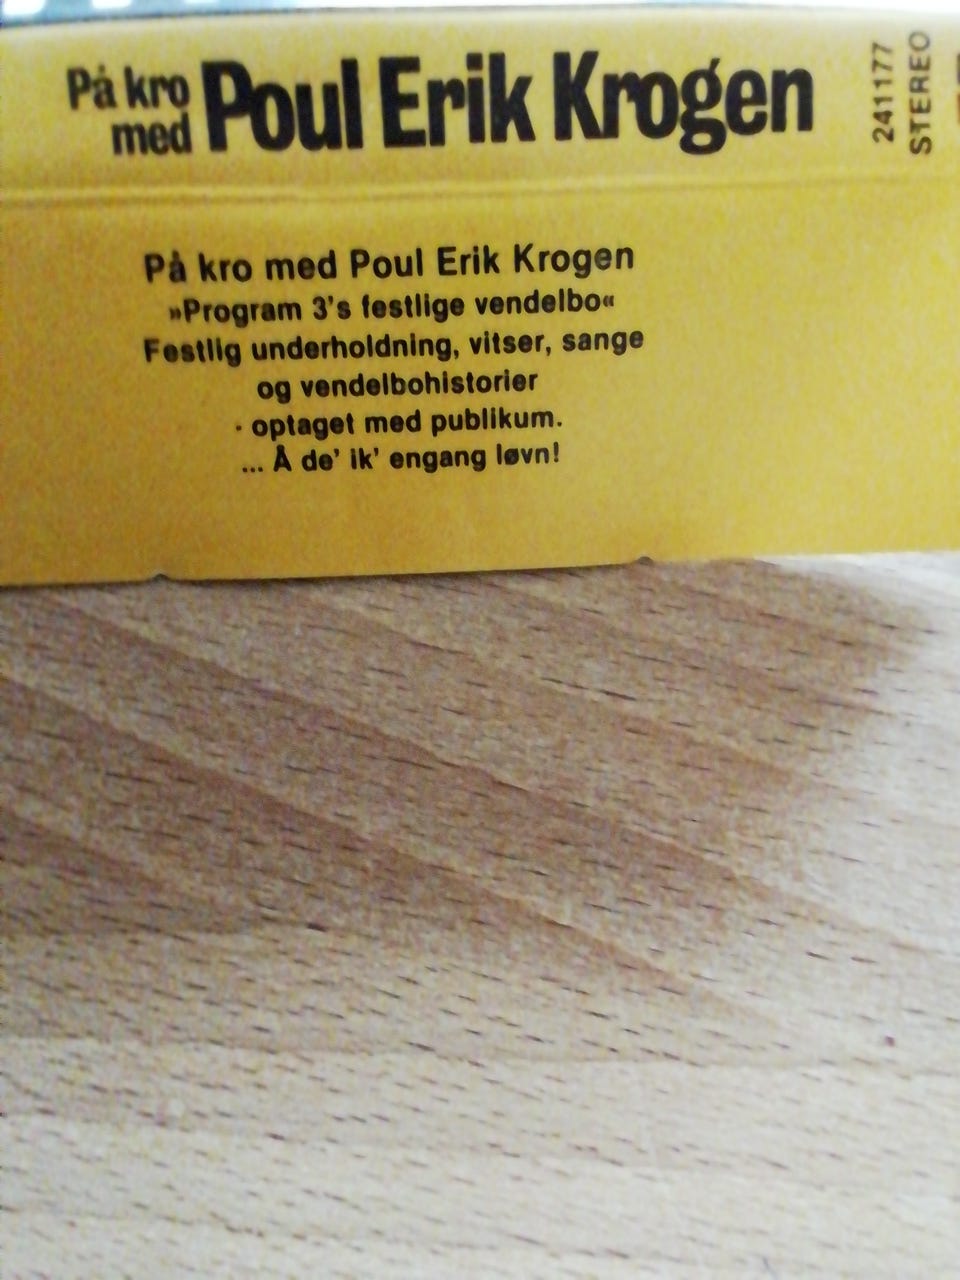 På kro
med Poul Erik Krogen
241177
STEREO
På kro med Poul Erik Krogen
»Program 3's festlige vendelbo«
Festlig underholdning, vitser, sange
og vendelbohistorier
- optaget med publikum.
... Å de' ik' engang løvn!